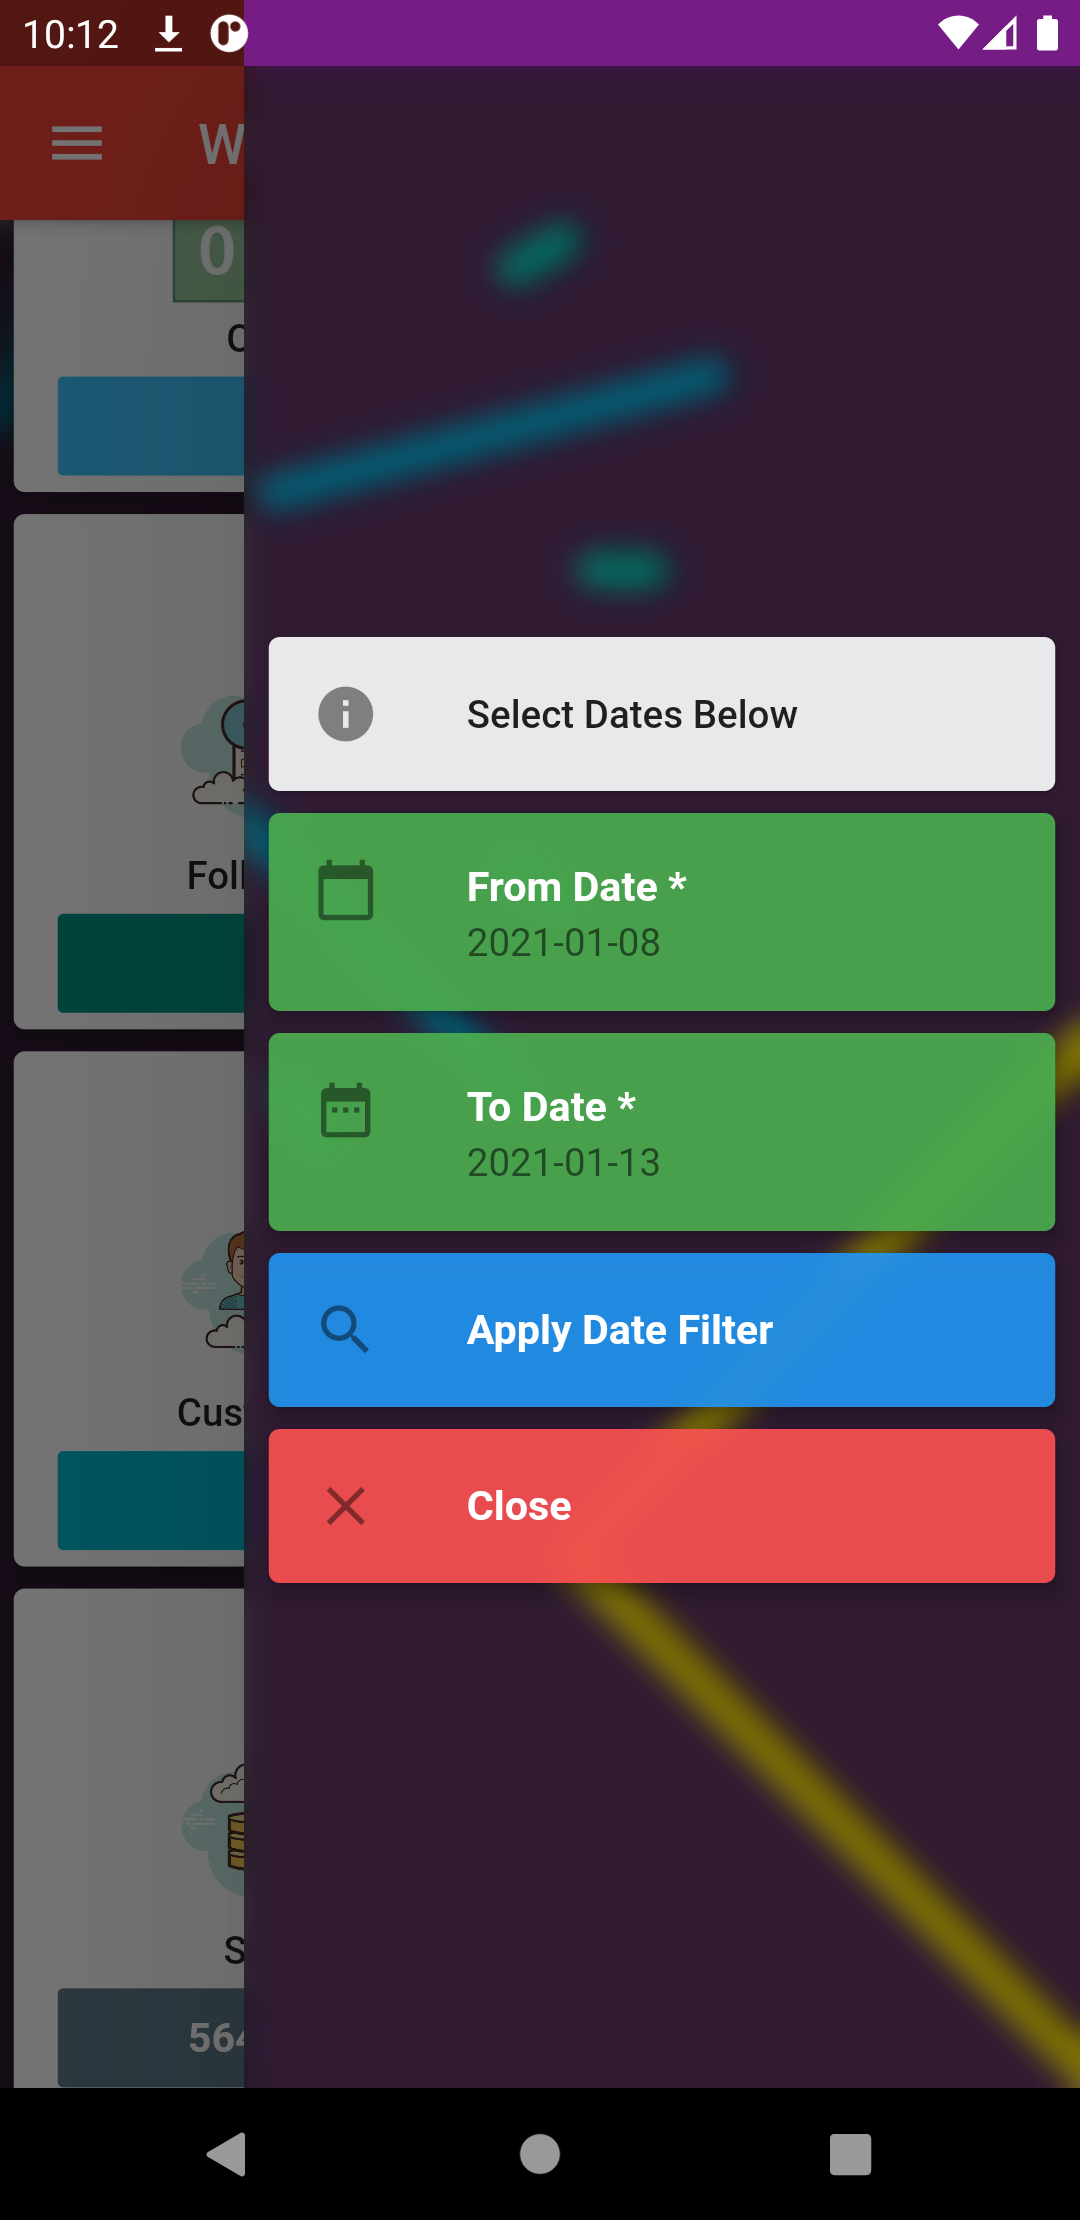 10:12
W
0
C
Select Dates Below
From Date *
2021-01-08
Foll
To Date *
2021-01-13
Apply Date Filter
Cus
Close
S
564